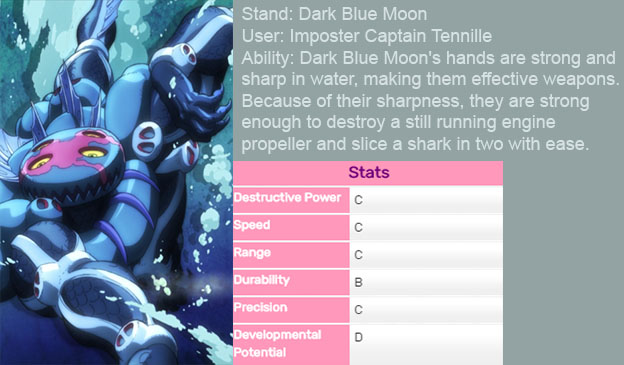 Stand: Dark Blue Moon
User: Imposter Captain Tennille
Ability: Dark Blue Moon's hands are strong and
sharp in water, making them effective weapons.
Because of their sharpness, they are strong
enough to destroy a still running engine
propeller and slice a shark in two with ease.
Stats
Destructive Power C
Speed C
Range C
Durability B
Precision C
Developmental D
Potential